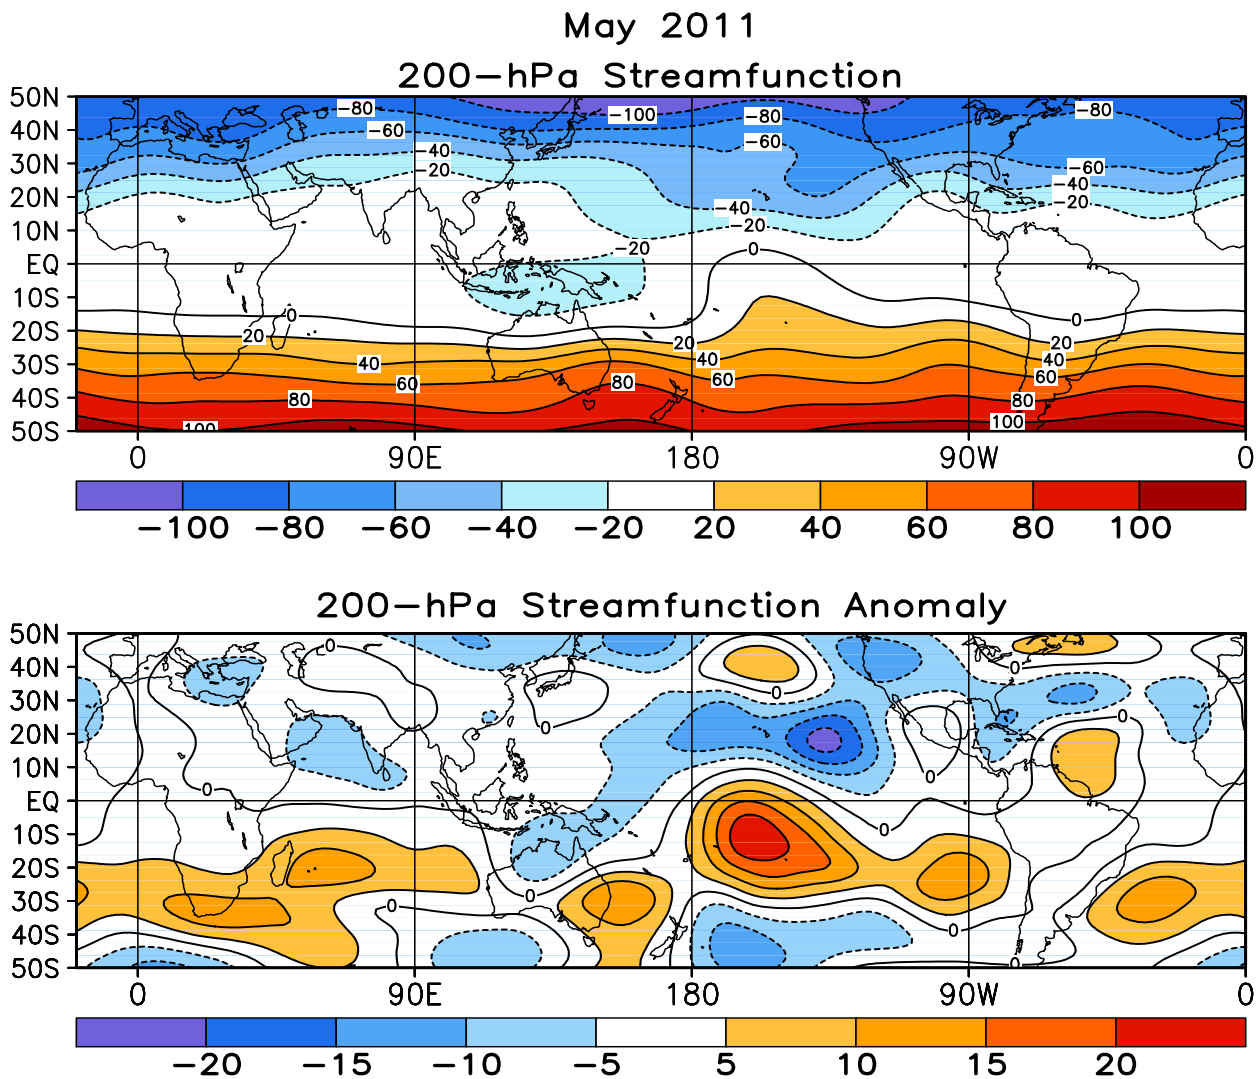 May 2011
200-hPa Streamfunction
50N
40N
30N
20N
10N
EQ
10S
20S
30S
40S
50S
-80
-100
-80
-80
-60
-60
-40
-20
-60
-40
-20
-40
-20
-20
0
0
0
20
20
20
40
40
40
60
60
60
80
80
80
100
100
0 90E 180 90W 0
-100 -80 -60 -40 -20 20 40 60 80 100
200-hPa Streamfunction Anomaly
50N
40N
30N
20N
10N
EQ
10S
20S
30S
40S
50S
0
0
0
0
0
0
0
0
0
0
0
0
0 90E 180 90W 0
-20 -15 -10 -5 5 10 15 20